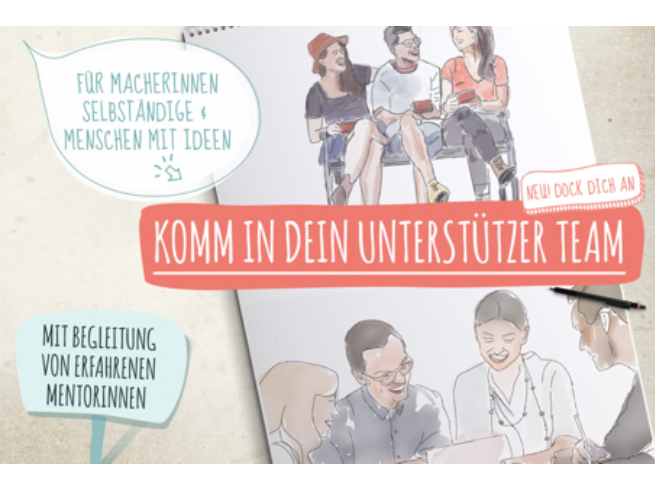 FÜR MACHERINNEN
SELBSTÄNDIGE &
MENSCHEN MIT IDEEN
NEU! DOCK DICH AN
KOMM IN DEIN UNTERSTÜTZER TEAM
MIT BEGLEITUNG
VON ERFAHRENEN
MENTORINNEN